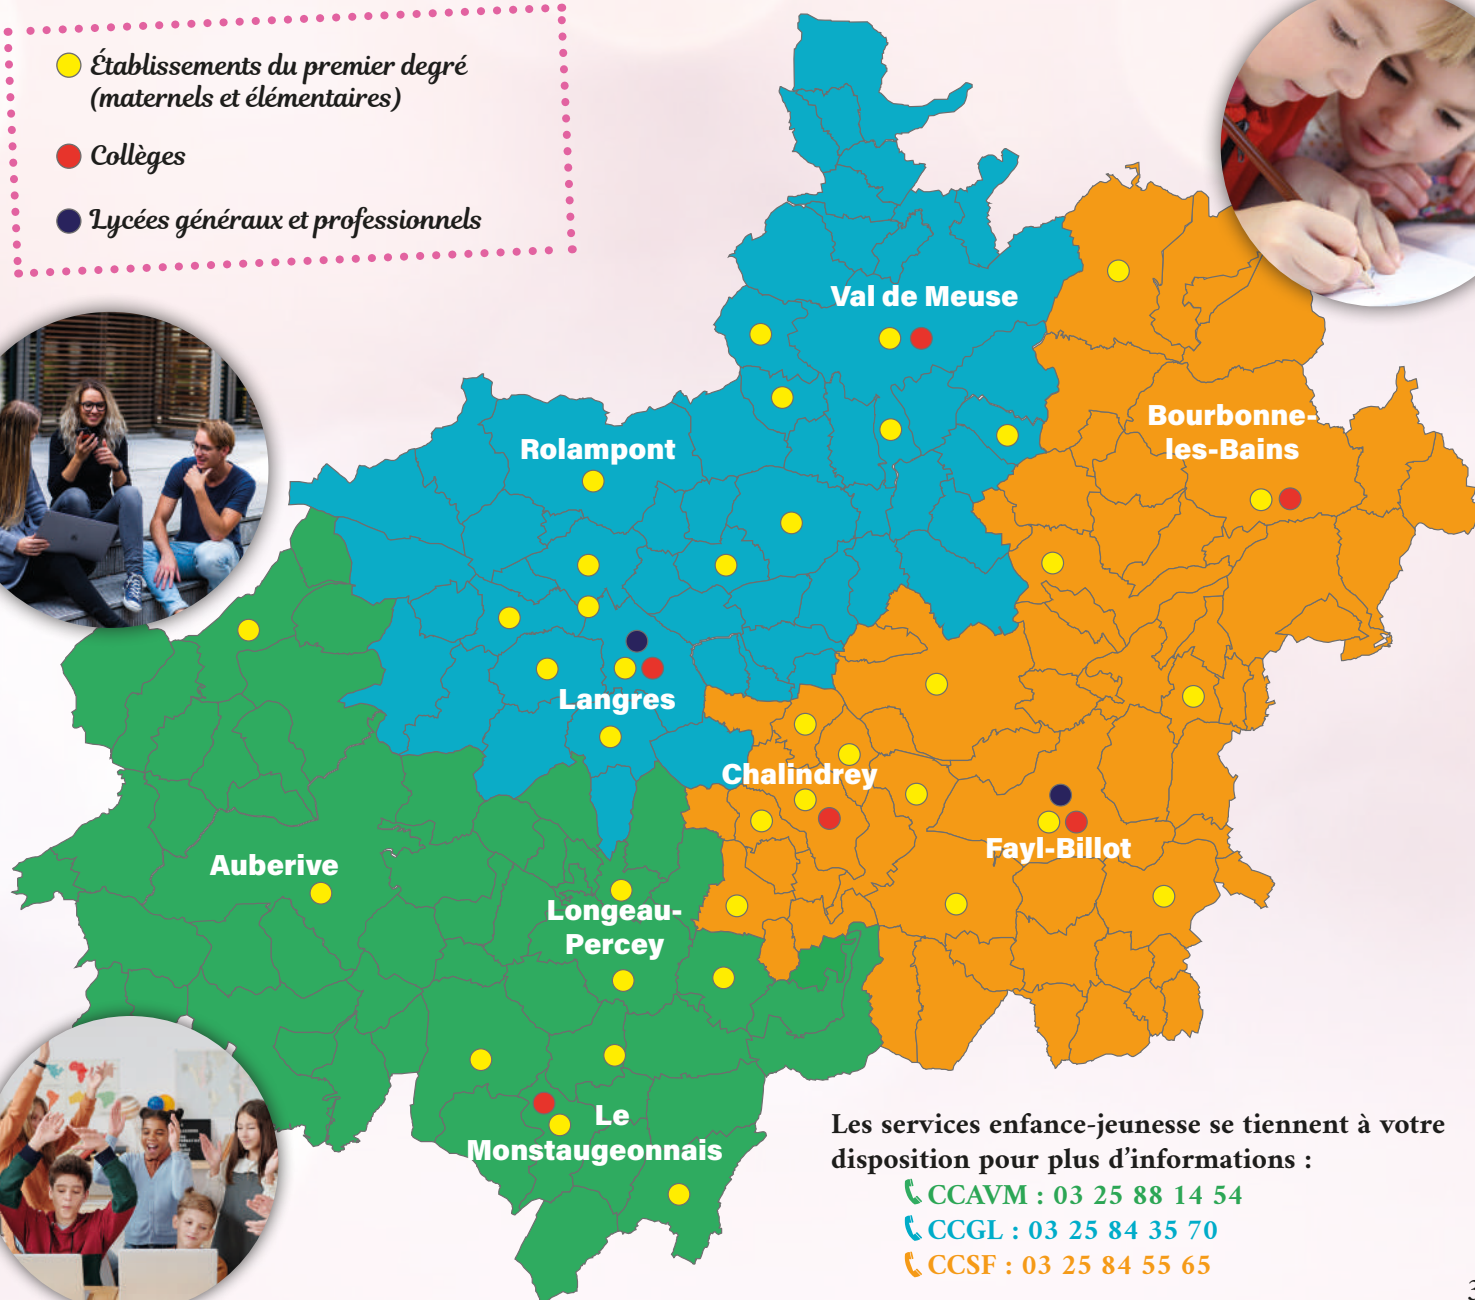 Établissements du premier degré
(maternels et élémentaires)
Collèges
Lycées généraux et professionnels
Val de Meuse
Bourbonne-
les-Bains
Rolampont
Langres
Chalindrey
Fayl-Billot
Auberive
Longeau-
Percey
Le
Monstaugeonnais
Les services enfance-jeunesse se tiennent à votre
disposition pour plus d’informations :
CCAVM : 03 25 88 14 54
CCGL : 03 25 84 35 70
CCSF : 03 25 84 55 65